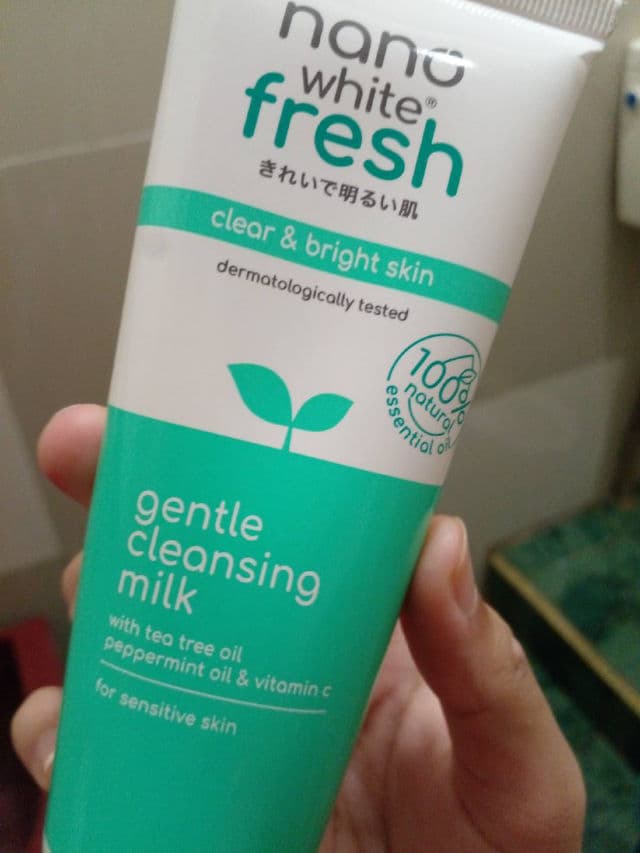 nano
white®
fresh
きれいで明るい肌
clear & bright skin
dermatologically tested
100%
natural
essential oil
gentle
cleansing
milk
with tea tree oil
peppermint oil & vitamin c
for sensitive skin